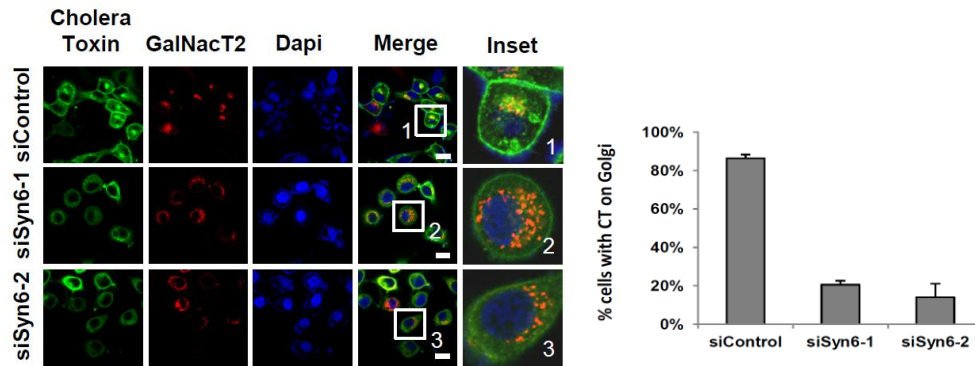 Cholera
Toxin GalNacT2 Dapi Merge Inset
siControl
1
1
siSyn6-1
2
2
siSyn6-2
3
3
% cells with CT on Golgi
100%
80%
60%
40%
20%
0%
siControl siSyn6-1 siSyn6-2